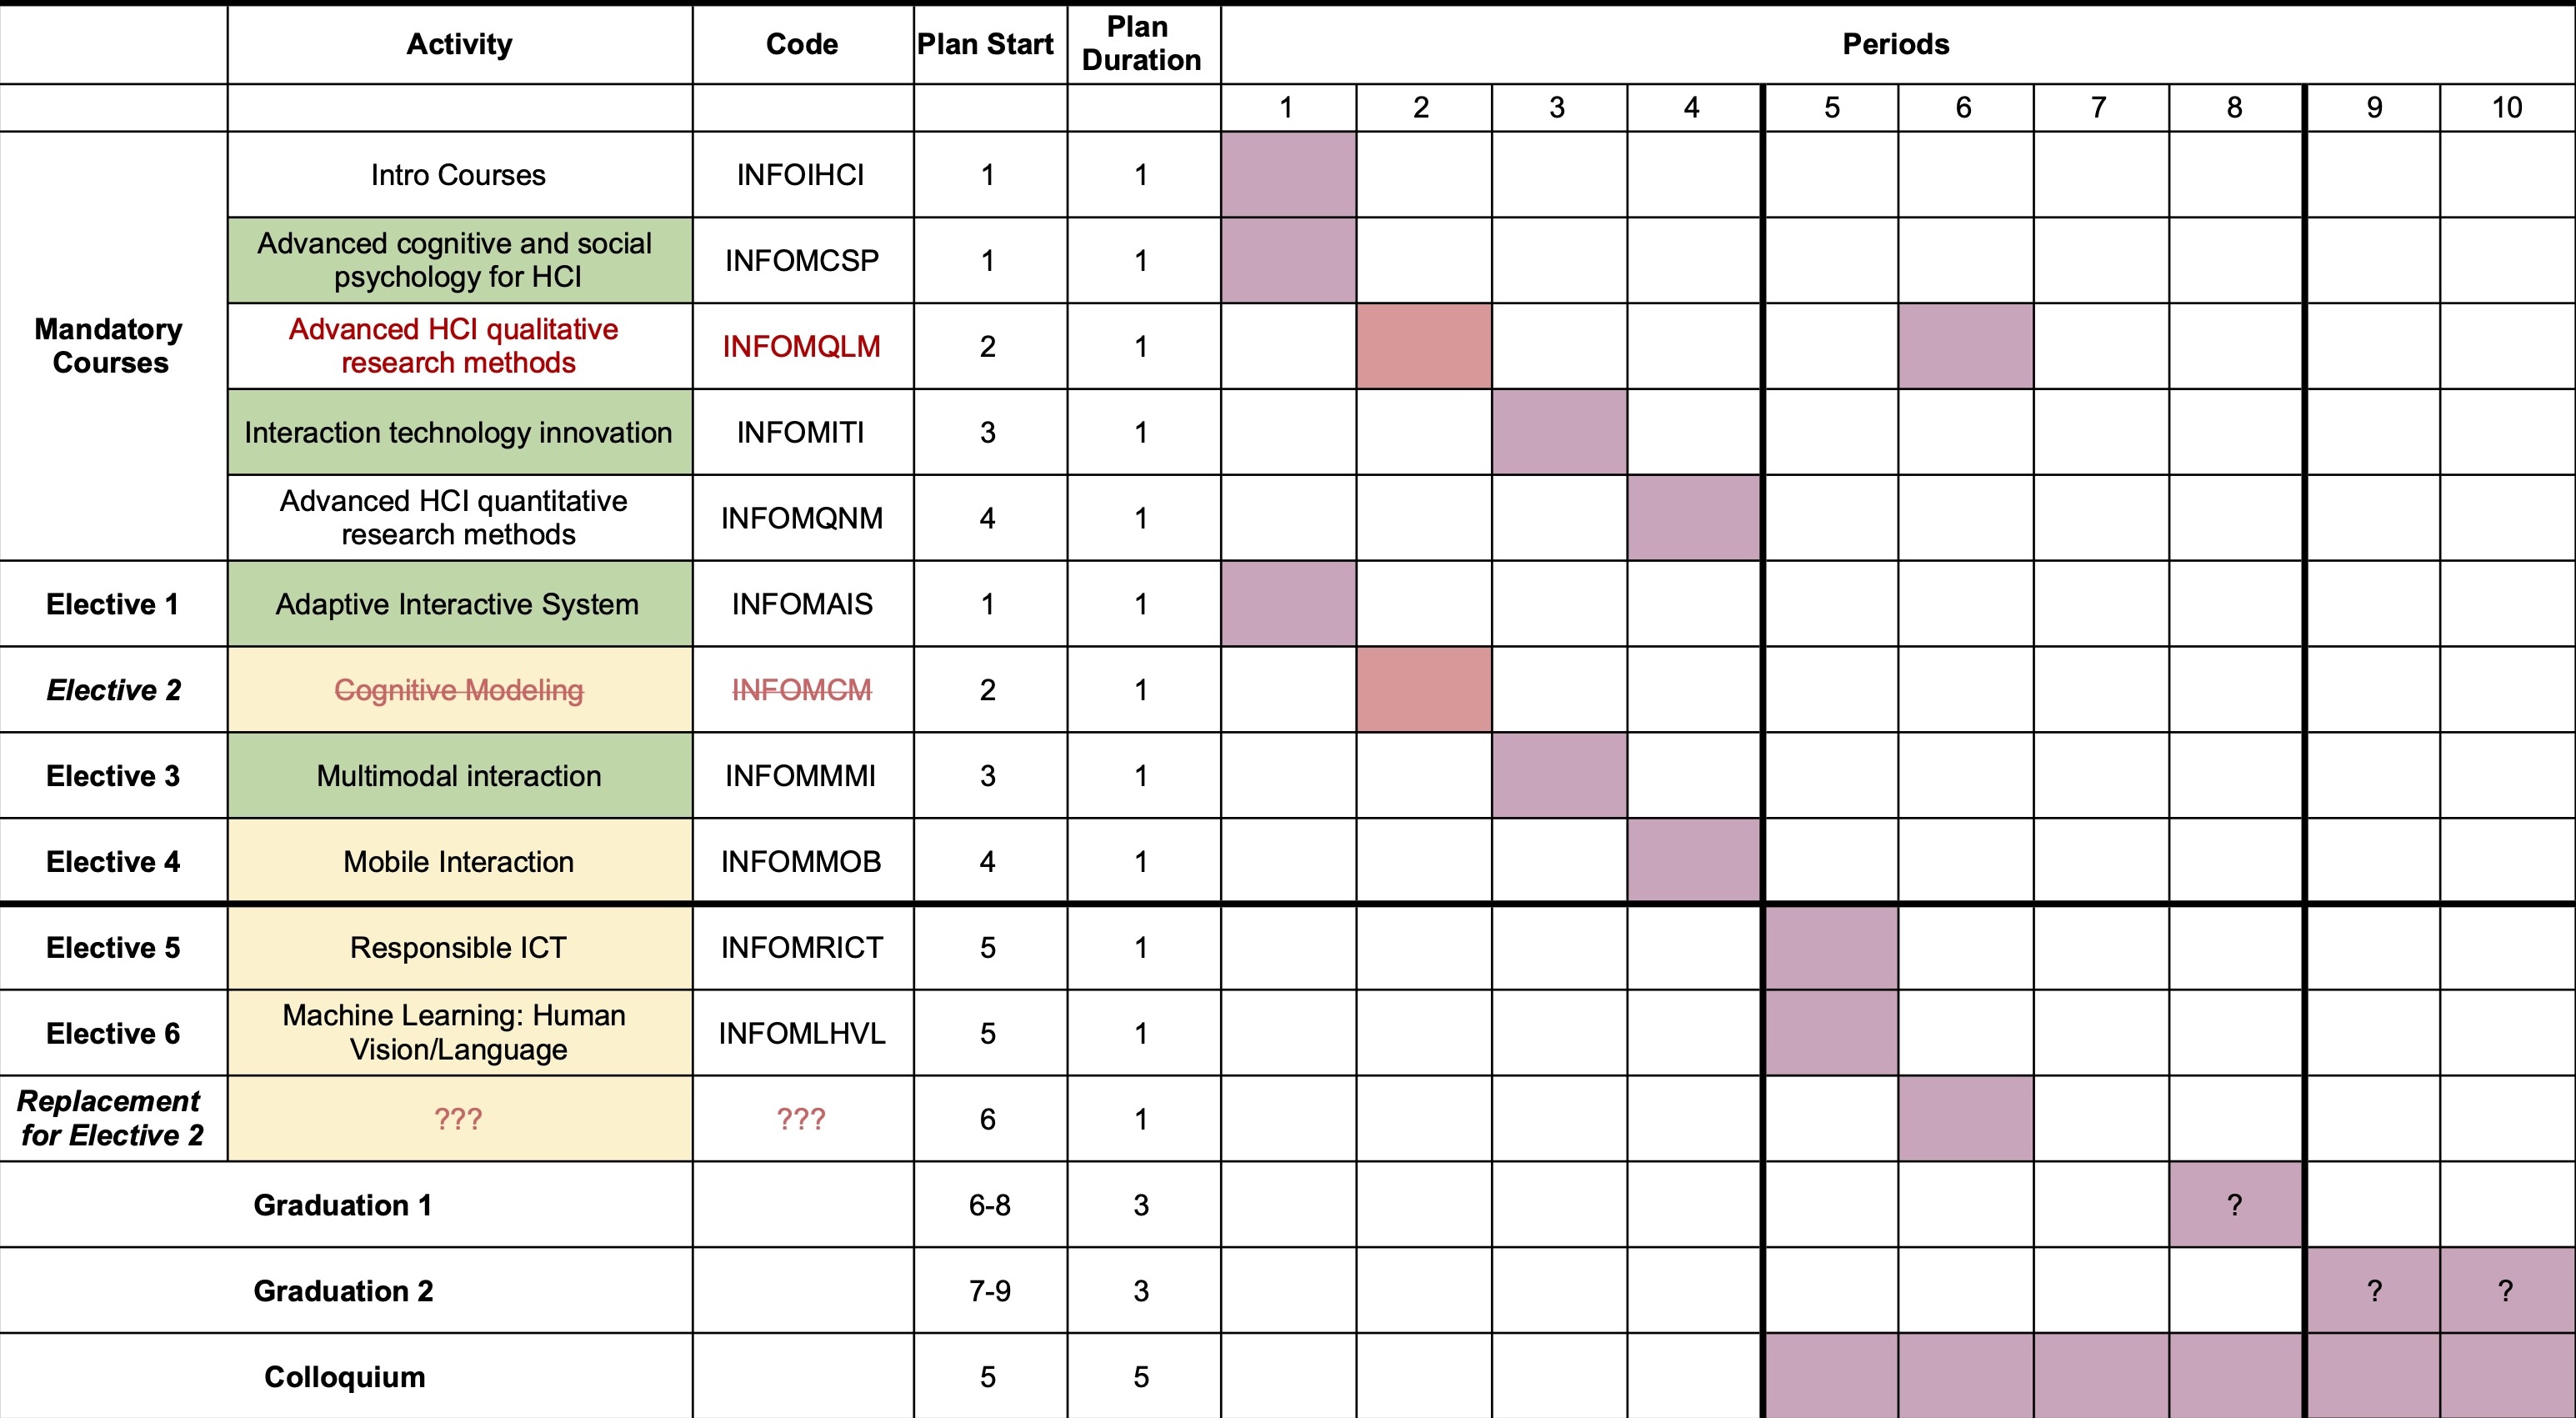 Activity Code Plan Start Plan Duration Periods
1 2 3 4 5 6 7 8 9 10
Mandatory Courses
Intro Courses INFOIHCI 1 1
Advanced cognitive and social
psychology for HCI INFOMCSP 1 1
Advanced HCI qualitative
research methods INFOMQLM 2 1
Interaction technology innovation INFOMITI 3 1
Advanced HCI quantitative
research methods INFOMQNM 4 1
Elective 1 Adaptive Interactive System INFOMAIS 1 1
Elective 2 Cognitive Modeling INFOMCM 2 1
Elective 3 Multimodal interaction INFOMMMI 3 1
Elective 4 Mobile Interaction INFOMMOB 4 1
Elective 5 Responsible ICT INFOMRICT 5 1
Elective 6 Machine Learning: Human
Vision/Language INFOMLHVL 5 1
Replacement
for Elective 2 ??? ??? 6 1
Graduation 1 6-8 3 ?
Graduation 2 7-9 3 ? ?
Colloquium 5 5